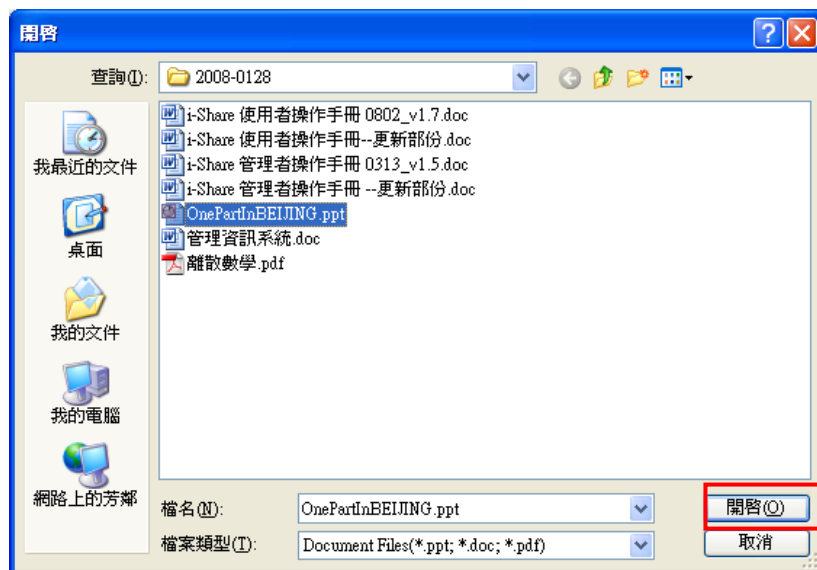 開啓
查詢(I):
2008-0128
我最近的文件
桌面
我的文件
我的電腦
網路上的芳鄰
i-Share 使用者操作手冊 0802_v1.7.doc
i-Share 使用者操作手冊--更新部份.doc
i-Share 管理者操作手冊 0313_v1.5.doc
i-Share 管理者操作手冊 --更新部份.doc
OnePartInBEIJING.ppt
管理資訊系統.doc
離散數學.pdf
檔名(N):
OnePartInBEIJING.ppt
開啓(O)
檔案類型(T):
Document Files(*.ppt; *.doc; *.pdf)
取消